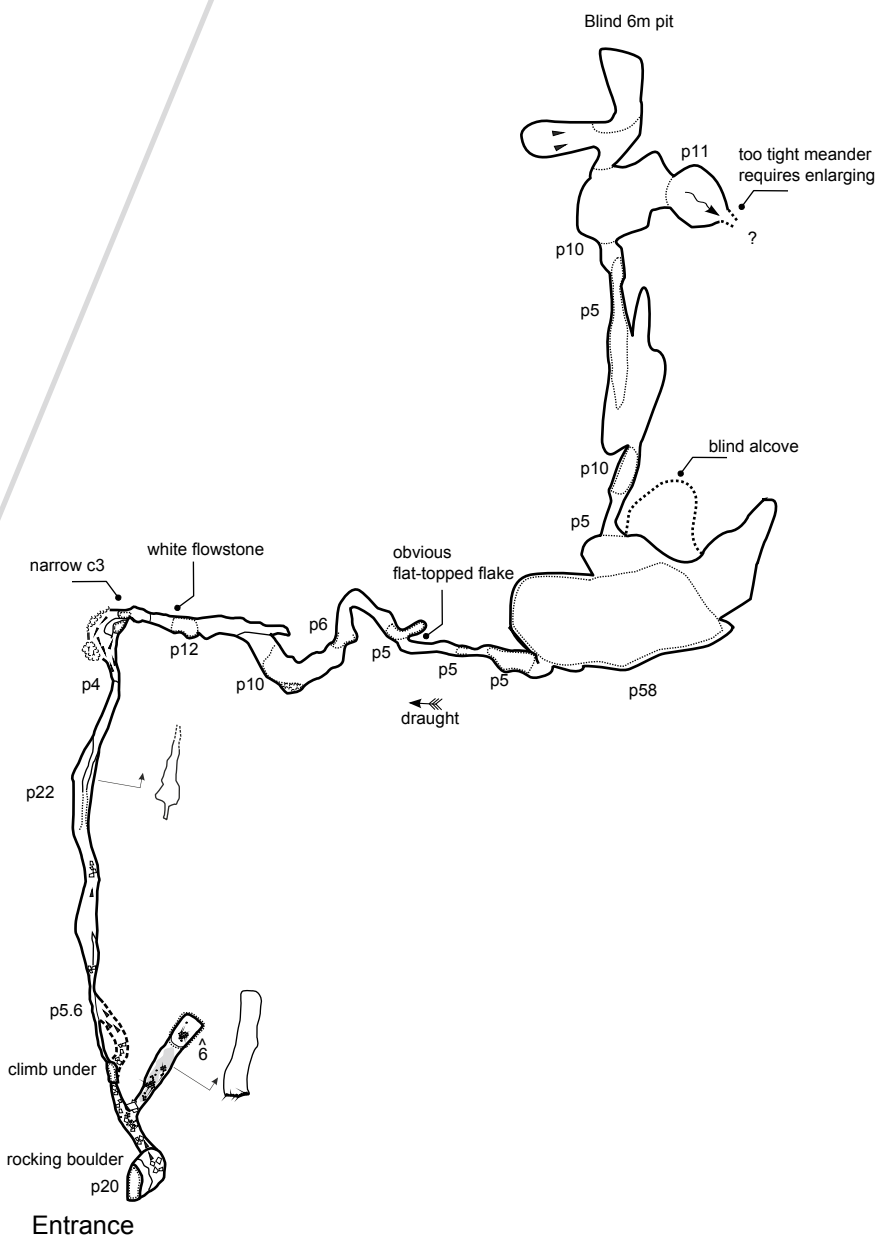 Blind 6m pit
p11
too tight meander
requires enlarging
?
p10
p5
blind alcove
p10
p5
obvious
flat-topped flake
white flowstone
narrow c3
p6
p12
p5
p5
p5
p10
p4
p58
draught
p22
p5.6
^
6
climb under
rocking boulder
p20
Entrance